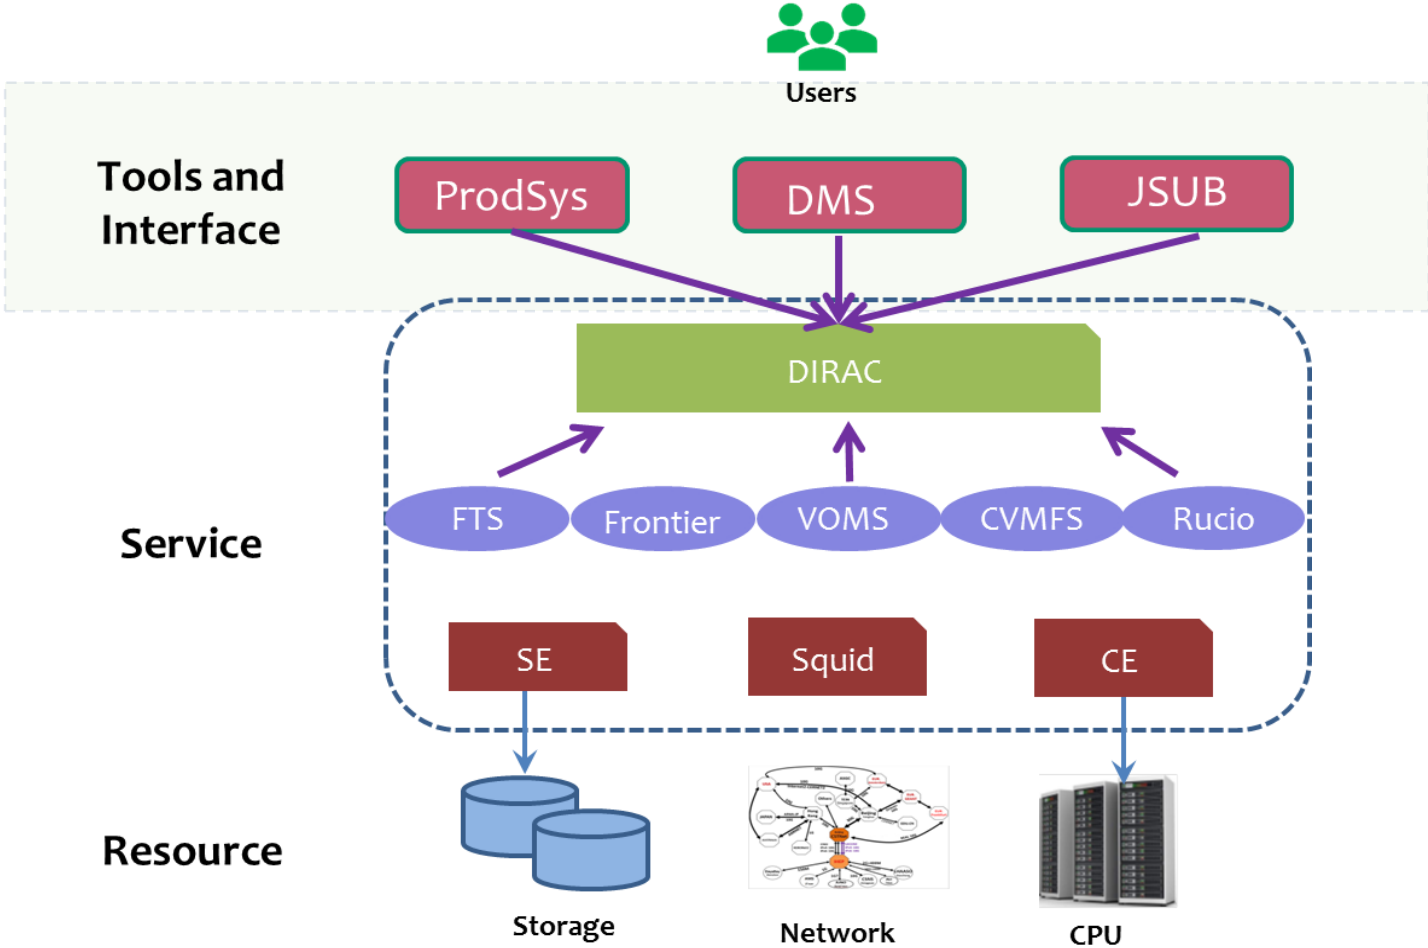 Users
Tools and
Interface
ProdSys
DMS
JSUB
DIRAC
Service
FTS
Frontier
VOMS
CVMFS
Rucio
SE
Squid
CE
Resource
Storage
Network
CPU